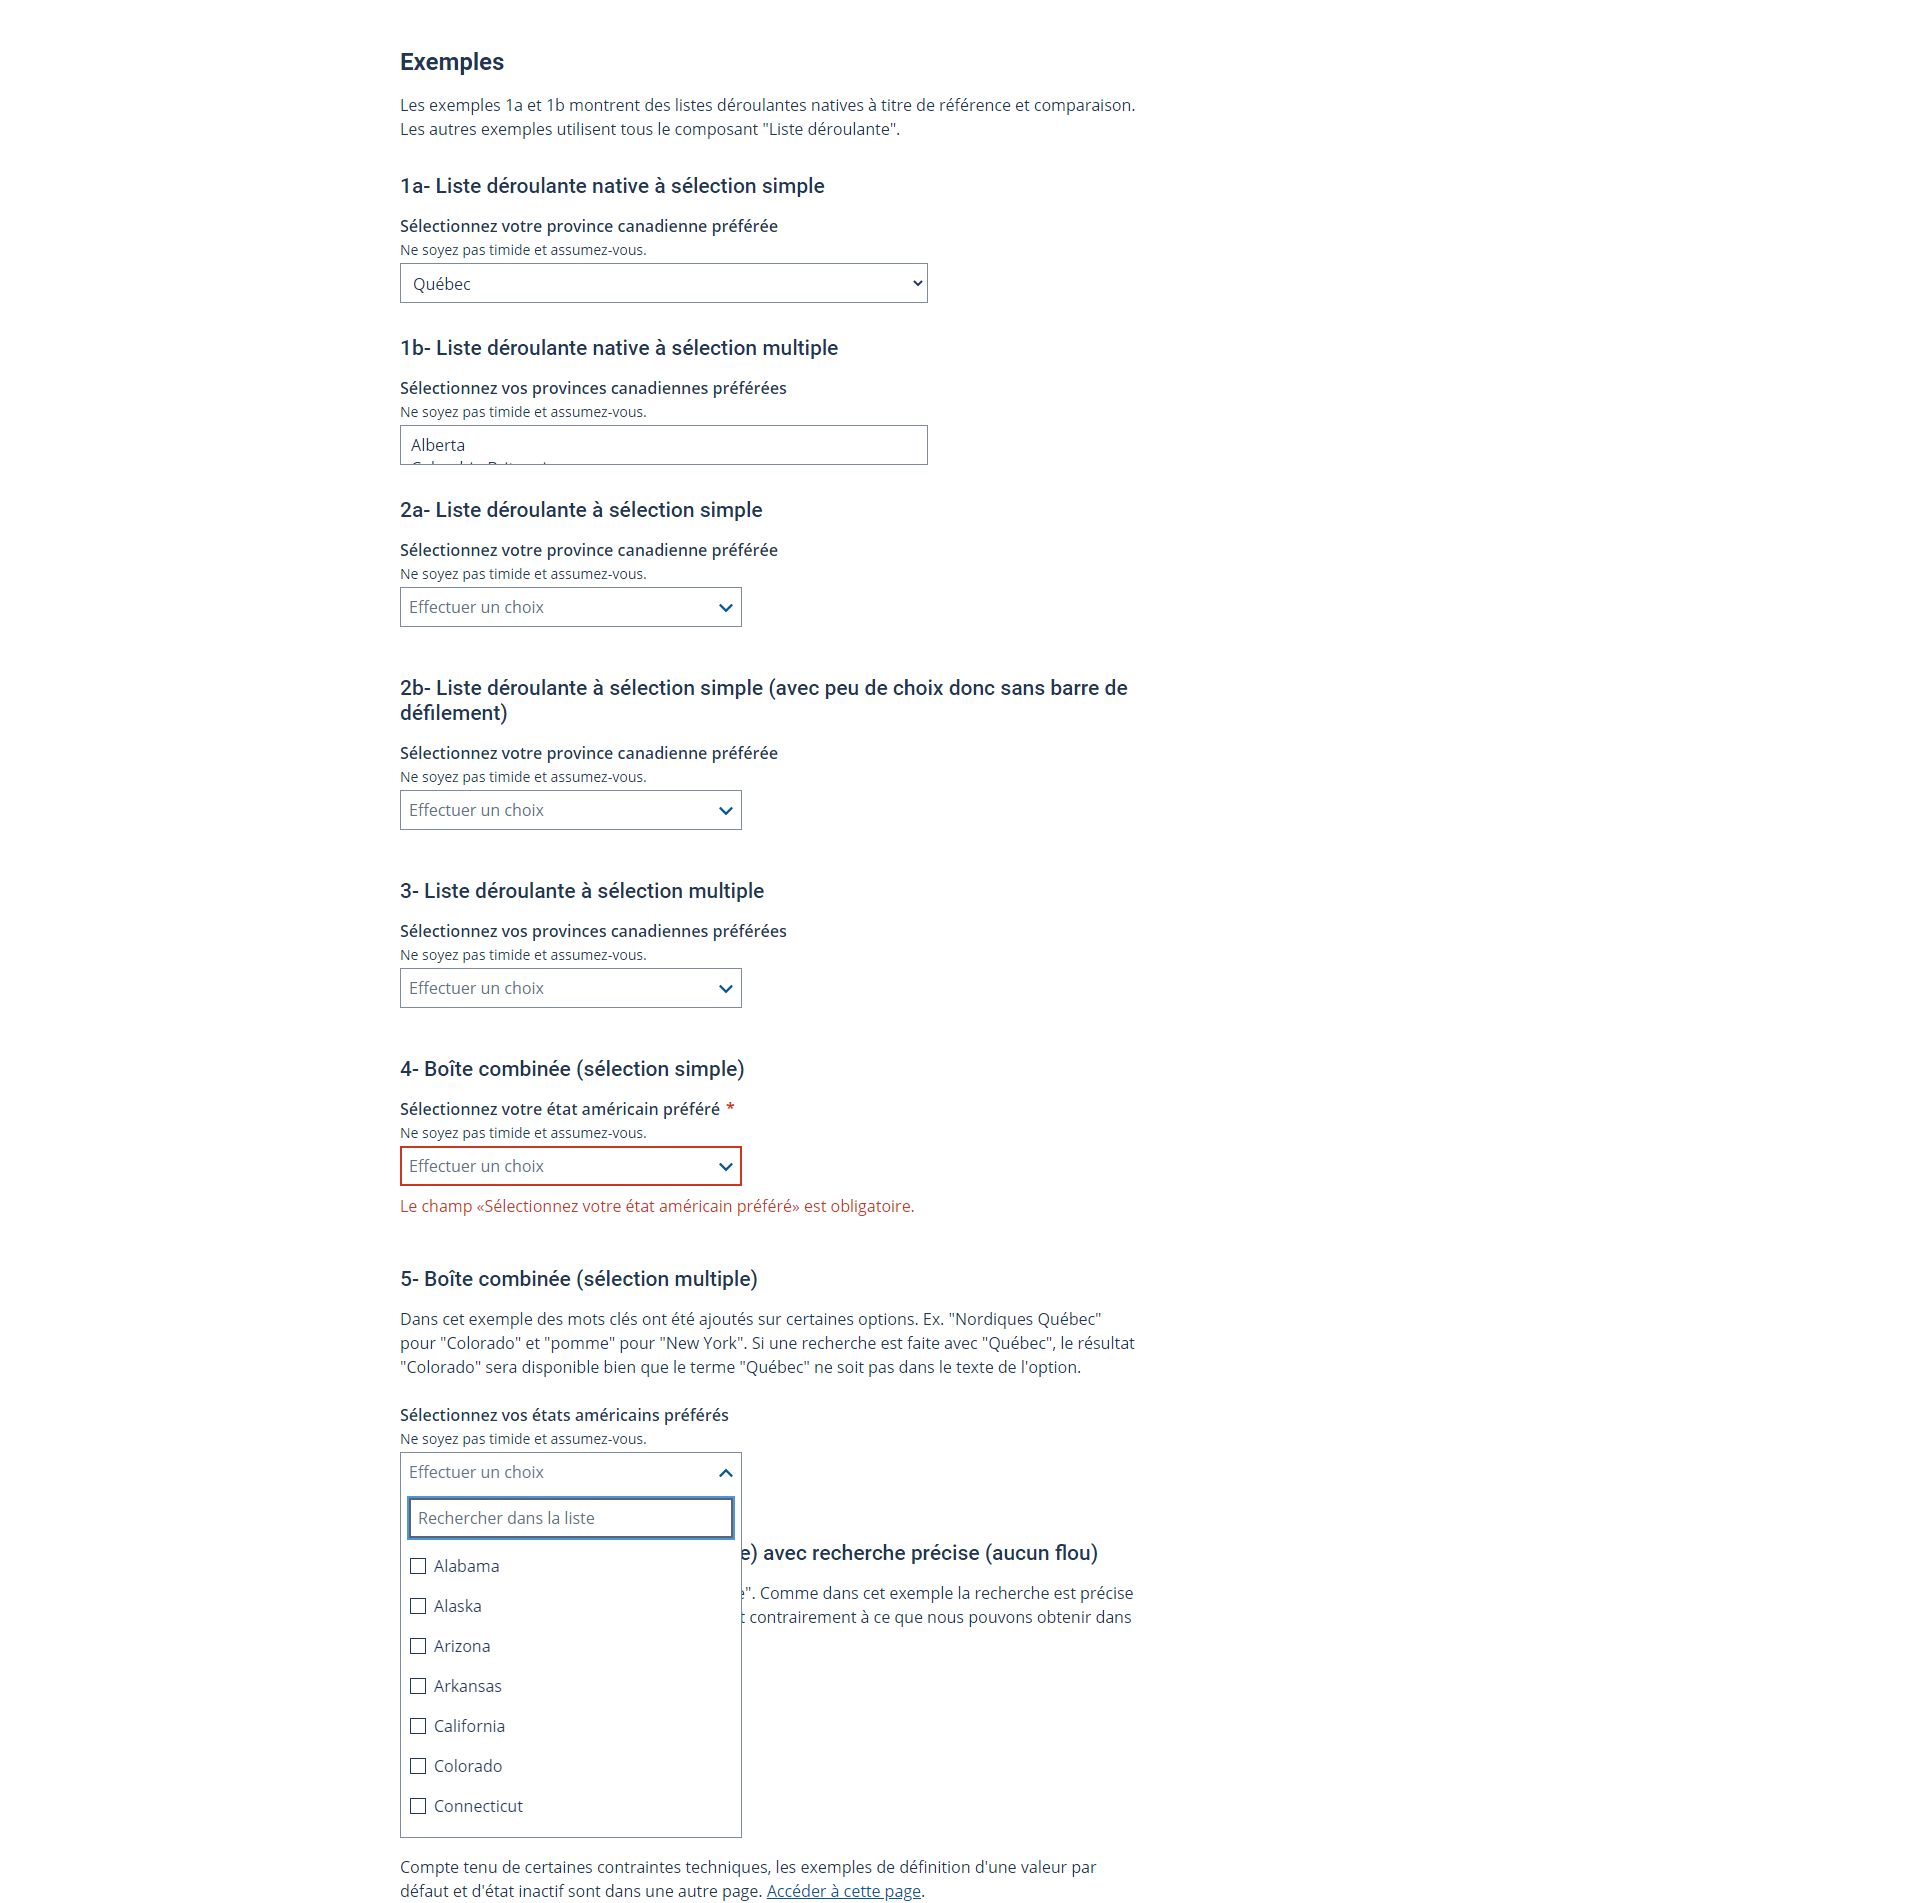 Exemples
Les exemples 1a et 1b montrent des listes déroulantes natives à titre de référence et comparaison.
Les autres exemples utilisent tous le composant "Liste déroulante".
1a- Liste déroulante native à sélection simple
Sélectionnez votre province canadienne préférée
Ne soyez pas timide et assumez-vous.
Québec
1b- Liste déroulante native à sélection multiple
Sélectionnez vos provinces canadiennes préférées
Ne soyez pas timide et assumez-vous.
Alberta
2a- Liste déroulante à sélection simple
Sélectionnez votre province canadienne préférée
Ne soyez pas timide et assumez-vous.
Effectuer un choix
2b- Liste déroulante à sélection simple (avec peu de choix donc sans barre de
défilement)
Sélectionnez votre province canadienne préférée
Ne soyez pas timide et assumez-vous.
Effectuer un choix
3- Liste déroulante à sélection multiple
Sélectionnez vos provinces canadiennes préférées
Ne soyez pas timide et assumez-vous.
Effectuer un choix
4- Boîte combinée (sélection simple)
Sélectionnez votre état américain préféré *
Ne soyez pas timide et assumez-vous.
Effectuer un choix
Le champ «Sélectionnez votre état américain préféré» est obligatoire.
5- Boîte combinée (sélection multiple)
Dans cet exemple des mots clés ont été ajoutés sur certaines options. Ex. "Nordiques Québec"
pour "Colorado" et "pomme" pour "New York". Si une recherche est faite avec "Québec", le résultat
"Colorado" sera disponible bien que le terme "Québec" ne soit pas dans le texte de l'option.
Sélectionnez vos états américains préférés
Ne soyez pas timide et assumez-vous.
Effectuer un choix
Rechercher dans la liste
e) avec recherche précise (aucun flou)
Alabama
e". Comme dans cet exemple la recherche est précise
Alaska
t contrairement à ce que nous pouvons obtenir dans
Arizona
Arkansas
California
Colorado
Connecticut
Compte tenu de certaines contraintes techniques, les exemples de définition d'une valeur par
défaut et d'état inactif sont dans une autre page. Accéder à cette page.